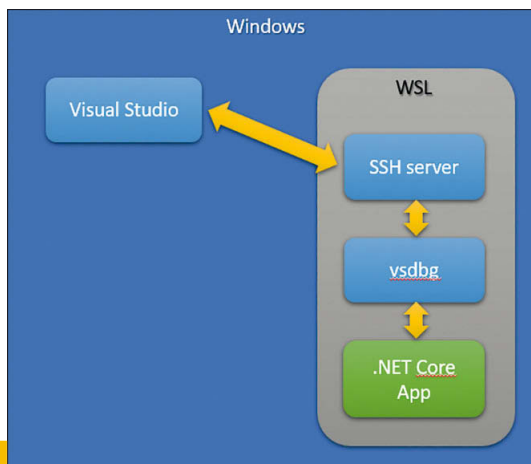 Windows
Visual Studio
WSL
SSH server
vsdbg
.NET Core
App